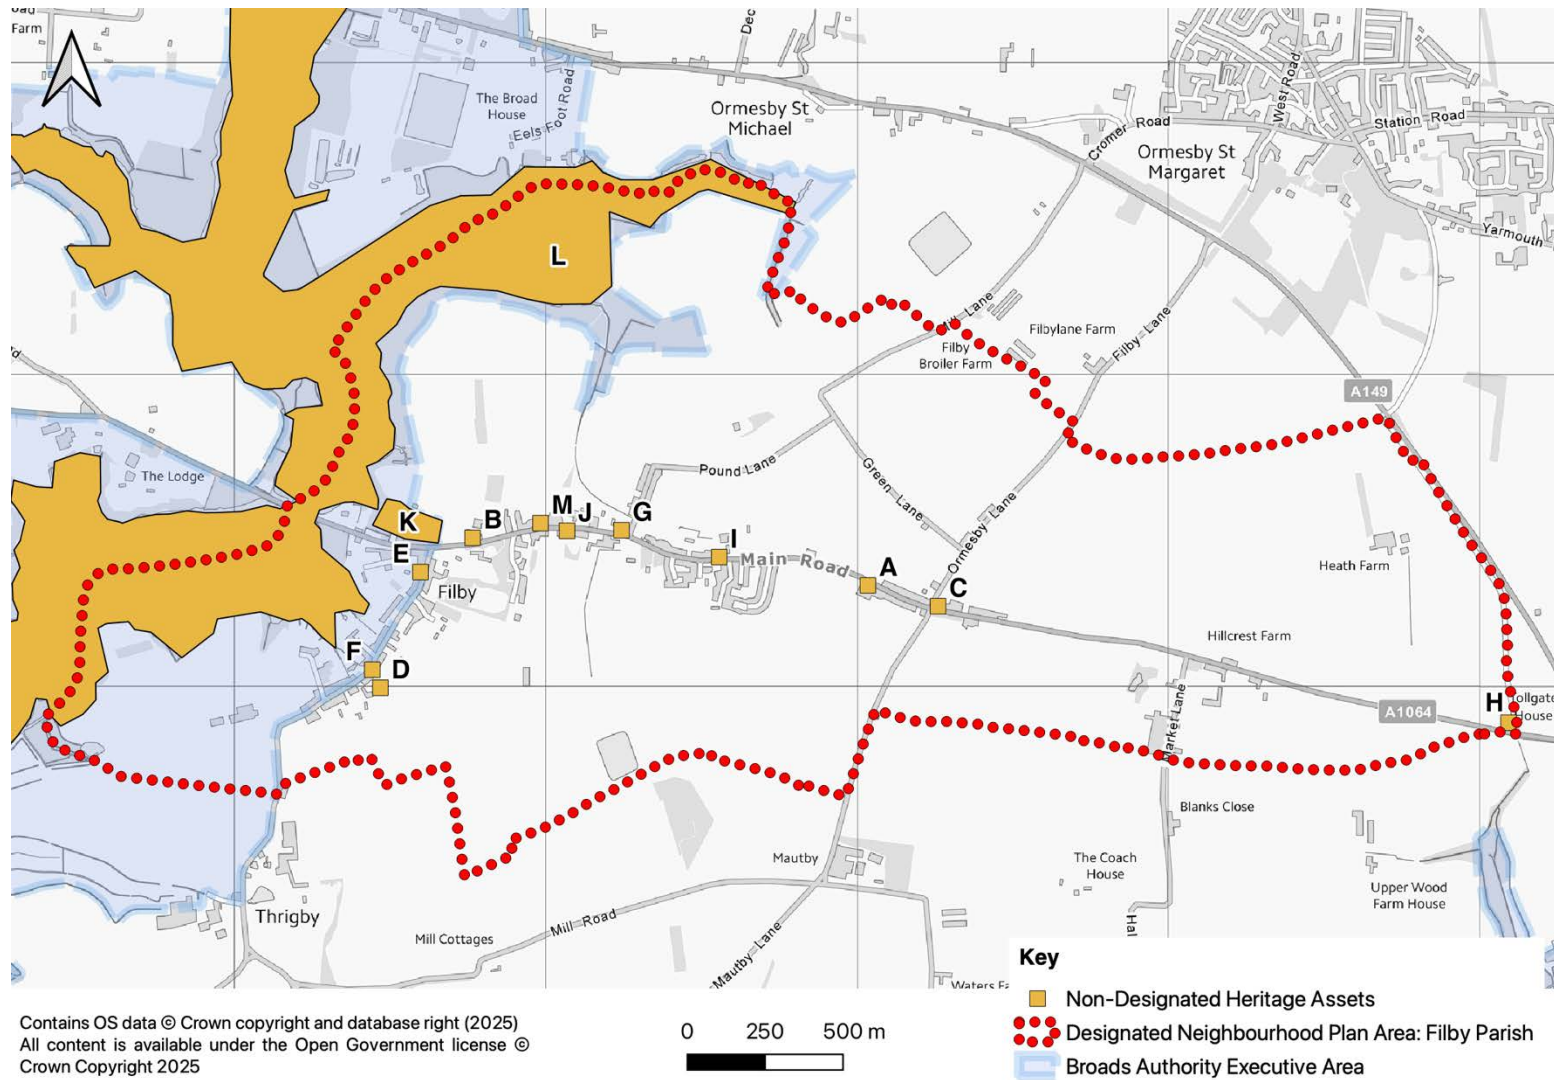 Farm
Dec
West Road
The Broad
House
Eels Foot Road
Ormesby St
Michael
Cromer Road
Station Road
Ormesby St
Margaret
Yarmouth
L
Mill Lane
Filbylane Farm
Filby Lane
Filby
Broiler Farm
A149
The Lodge
Pound Lane
Green Lane
Ormesby Lane
K
B
M
J
G
E
I
Main Road
A
C
Heath Farm
Filby
Hillcrest Farm
F
D
Market Lane
A1064
H
Tollgate
House
Blanks Close
Mautby
The Coach
House
Upper Wood
Farm House
Thrigby
Mill Cottages
Mill Road
Mautby Lane
Hal
Waters Fa
Key
Non-Designated Heritage Assets
Designated Neighbourhood Plan Area: Filby Parish
Broads Authority Executive Area
Contains OS data © Crown copyright and database right (2025)
All content is available under the Open Government license ©
Crown Copyright 2025
0 250 500 m